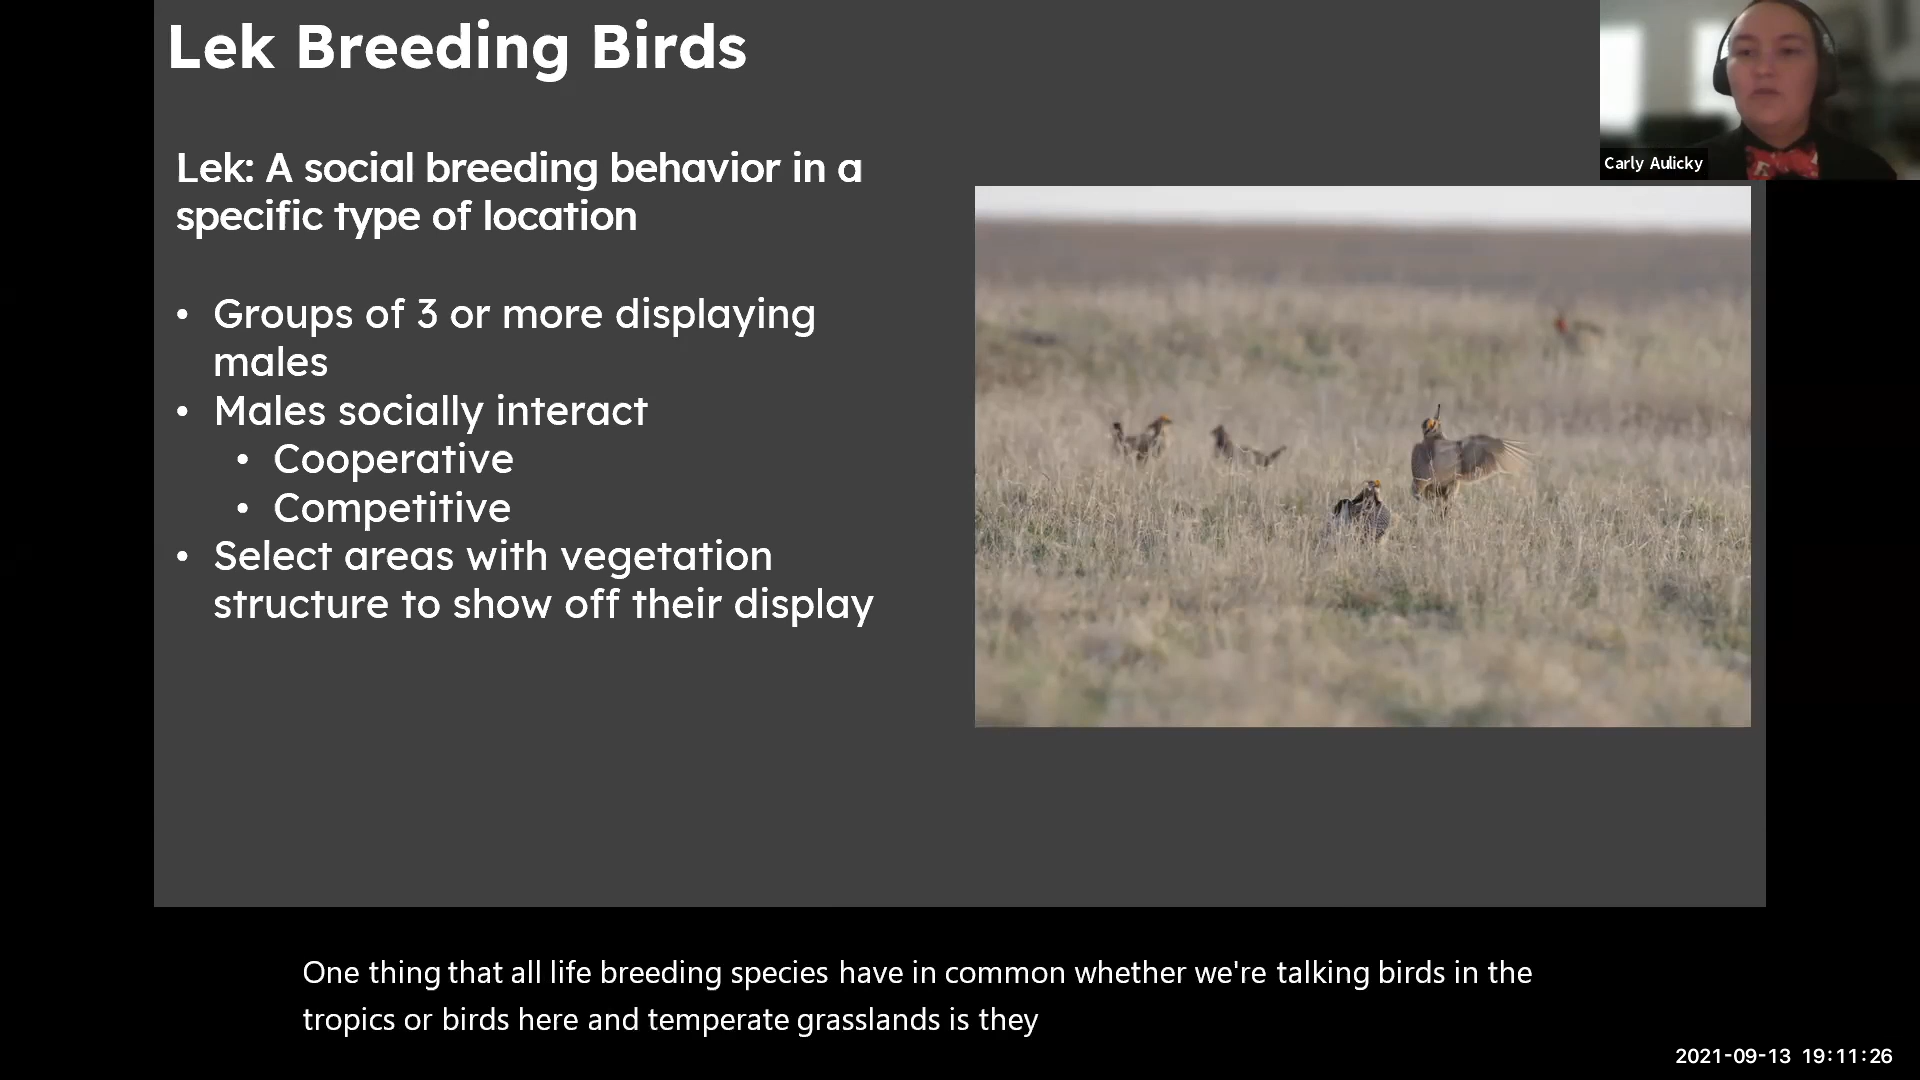 Lek Breeding Birds
Carly Aulicky
Lek: A social breeding behavior in a
specific type of location
• Groups of 3 or more displaying
males
• Males socially interact
• Cooperative
• Competitive
• Select areas with vegetation
structure to show off their display
One thing that all life breeding species have in common whether we're talking birds in the
tropics or birds here and temperate grasslands is they
2021-09-13 19:11:26